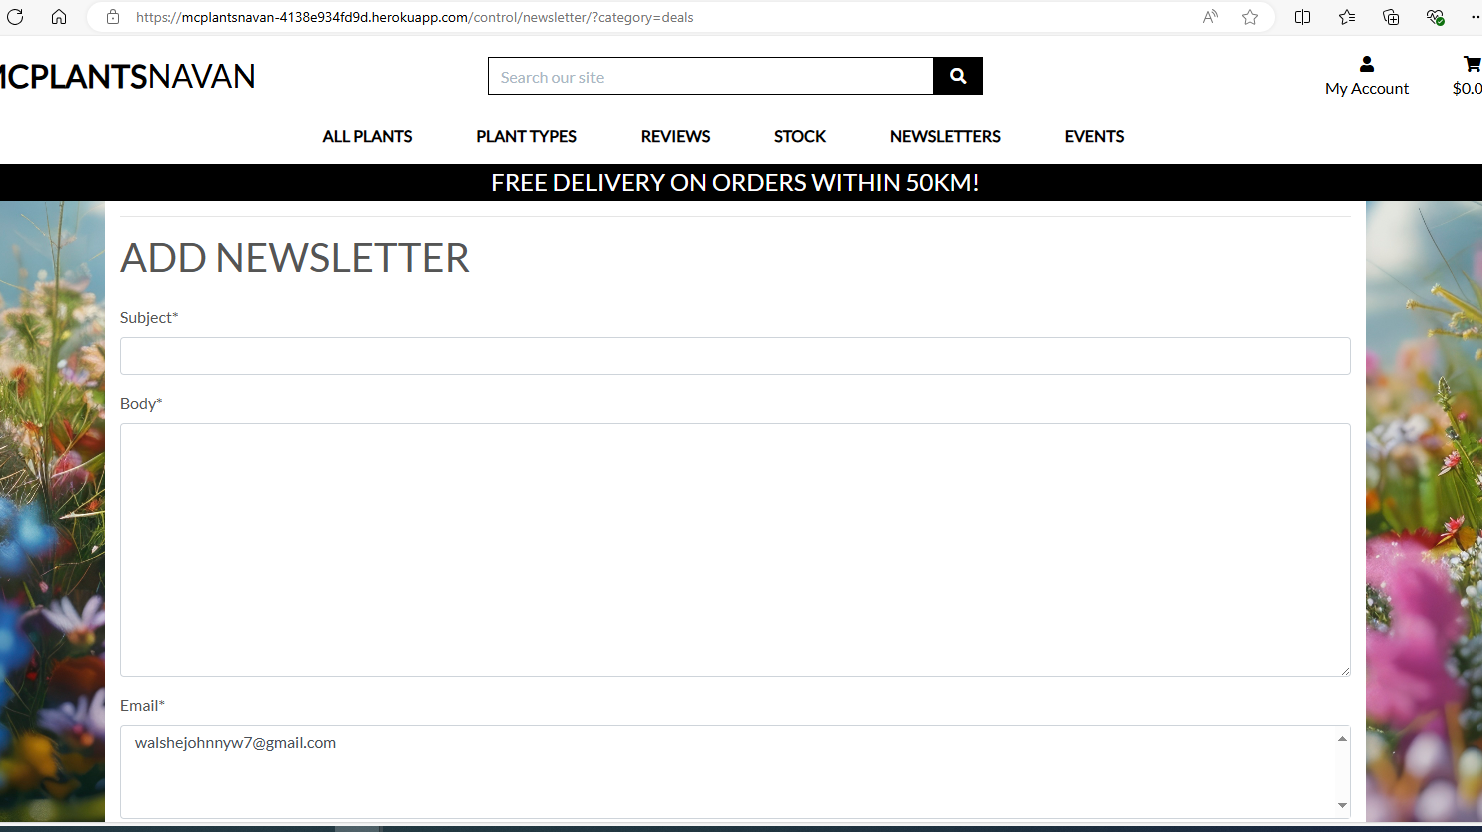 https://mcplantsnavan-4138e934fd9d.herokuapp.com/control/newsletter/?category=deals
MCPLANTSNAVAN
Search our site
My Account
$0.0
ALL PLANTS
PLANT TYPES
REVIEWS
STOCK
NEWSLETTERS
EVENTS
FREE DELIVERY ON ORDERS WITHIN 50KM!
ADD NEWSLETTER
Subject*
Body*
Email*
walshejohnnyw7@gmail.com